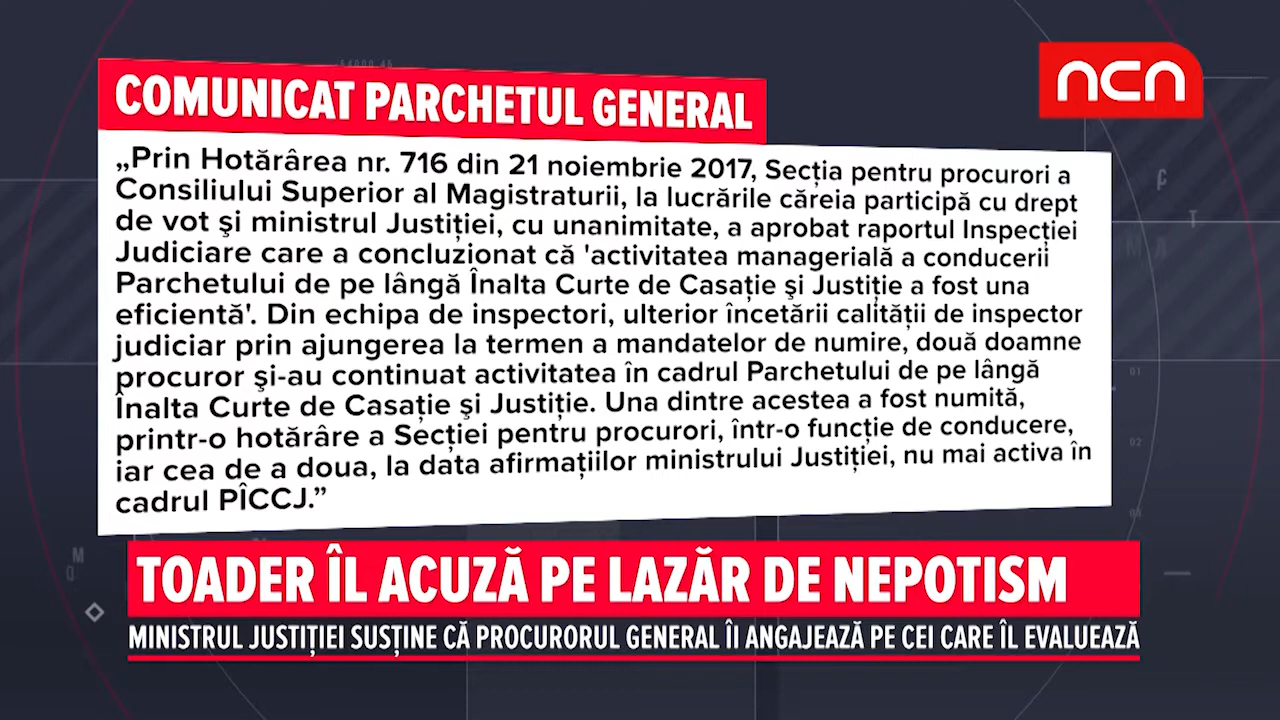 ncn
COMUNICAT PARCHETUL GENERAL
„Prin Hotărârea nr. 716 din 21 noiembrie 2017, Secția pentru procurori a
Consiliului Superior al Magistraturii, la lucrările căreia participă cu drept
de vot şi ministrul Justiției, cu unanimitate, a aprobat raportul Inspecției
Judiciare care a concluzionat că 'activitatea managerială a conducerii
Parchetului de pe lângă Înalta Curte de Casație şi Justiție a fost una
eficientă'. Din echipa de inspectori, ulterior încetării calității de inspector
judiciar prin ajungerea la termen a mandatelor de numire, două doamne
procuror şi-au continuat activitatea în cadrul Parchetului de pe lângă
Înalta Curte de Casație şi Justiție. Una dintre acestea a fost numită,
printr-o hotărâre a Secției pentru procurori, într-o funcție de conducere,
iar cea de a doua, la data afirmațiilor ministrului Justiției, nu mai activa în
cadrul PÎCCJ.”
TOADER ÎL ACUZĂ PE LAZĂR DE NEPOTISM
MINISTRUL JUSTIȚIEI SUSȚINE CĂ PROCURORUL GENERAL ÎI ANGAJEAZĂ PE CEI CARE ÎL EVALUEAZĂ